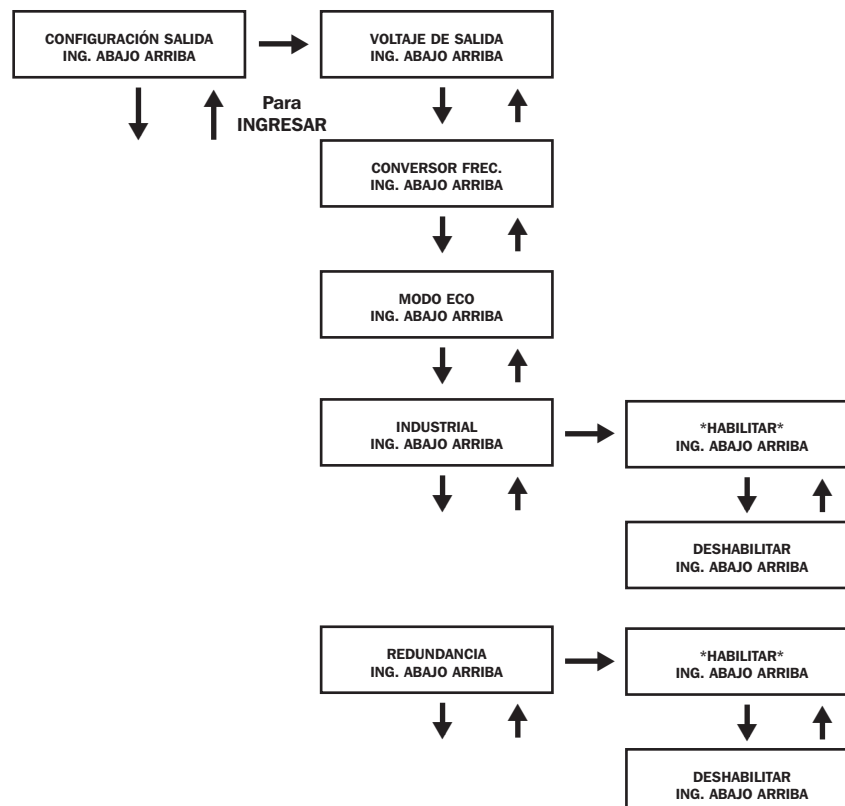 CONFIGURACIÓN SALIDA
ING. ABAJO ARRIBA
VOLTAJE DE SALIDA
ING. ABAJO ARRIBA
Para
INGRESAR
CONVERSOR FREC.
ING. ABAJO ARRIBA
MODO ECO
ING. ABAJO ARRIBA
INDUSTRIAL
ING. ABAJO ARRIBA
*HABILITAR*
ING. ABAJO ARRIBA
DESHABILITAR
ING. ABAJO ARRIBA
REDUNDANCIA
ING. ABAJO ARRIBA
*HABILITAR*
ING. ABAJO ARRIBA
DESHABILITAR
ING. ABAJO ARRIBA